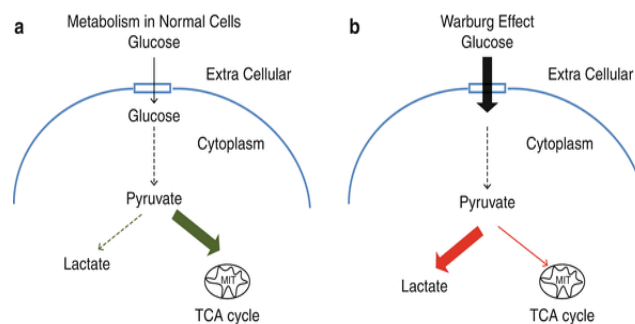 a
Metabolism in Normal Cells
Glucose
Extra Cellular
Glucose
Cytoplasm
Pyruvate
Lactate
MIT
TCA cycle
b
Warburg Effect
Glucose
Extra Cellular
Cytoplasm
Pyruvate
Lactate
MIT
TCA cycle